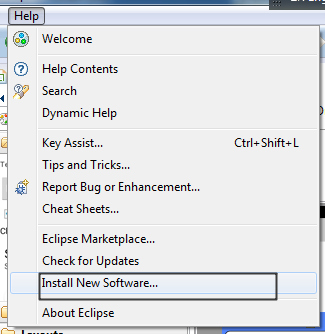 Help
Welcome
Help Contents
Search
Dynamic Help
Key Assist... Ctrl+Shift+L
Tips and Tricks...
Report Bug or Enhancement...
Cheat Sheets...
Eclipse Marketplace...
Check for Updates
Install New Software...
About Eclipse
Layouts